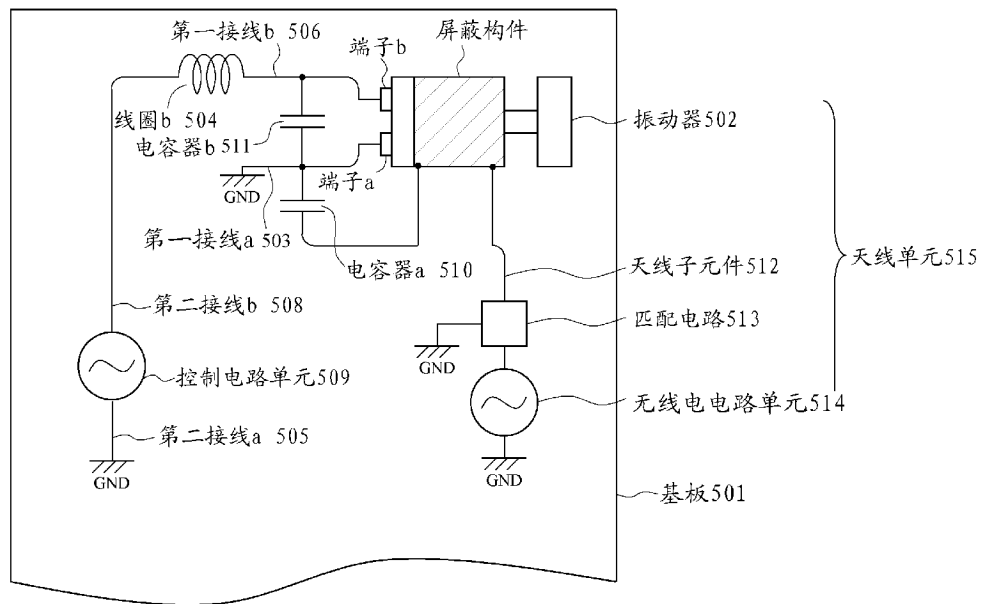 第一接线b 506
屏蔽构件
端子b
线圈b 504
振动器502
电容器b 511
端子a
GND
第一接线a 503
天线单元515
电容器a 510
天线子元件512
第二接线b 508
匹配电路513
GND
控制电路单元509
无线电电路单元514
第二接线a 505
GND
GND
基板501